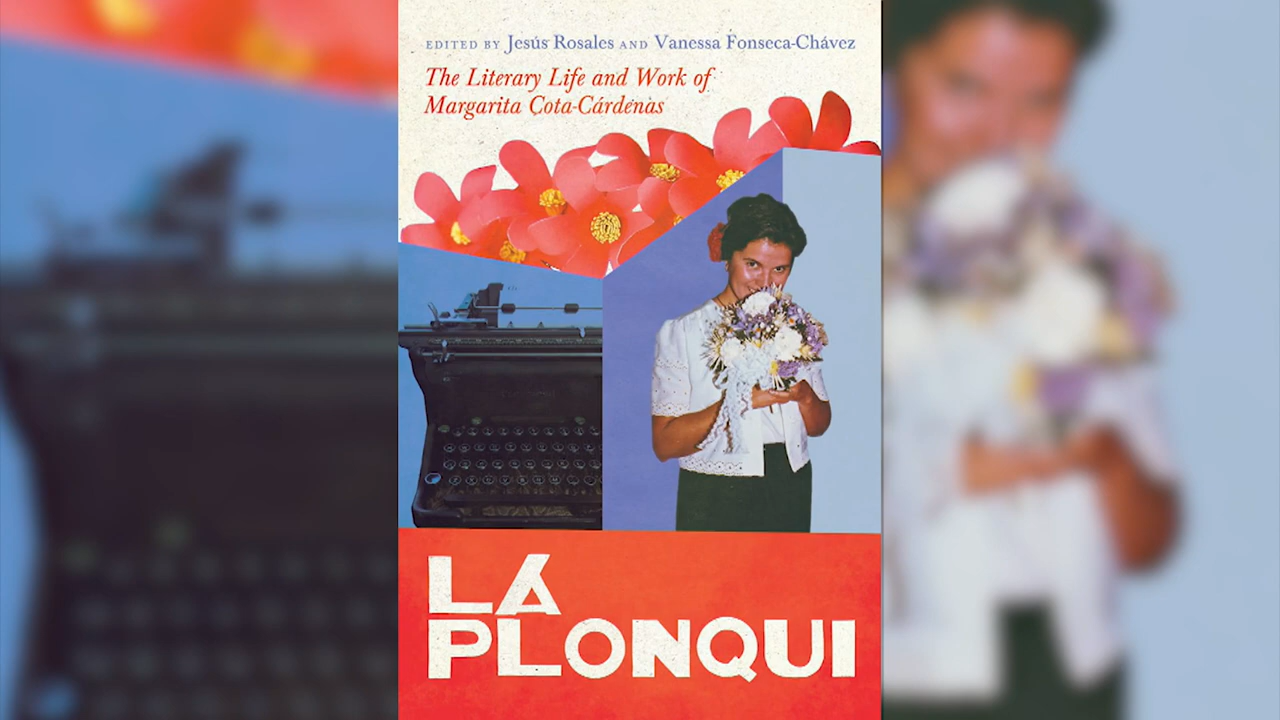 EDITED BY Jesús Rosales AND Vanessa Fonseca-Chávez
The Literary Life and Work of
Margarita Cota-Cárdenas
LA
PLONQUI